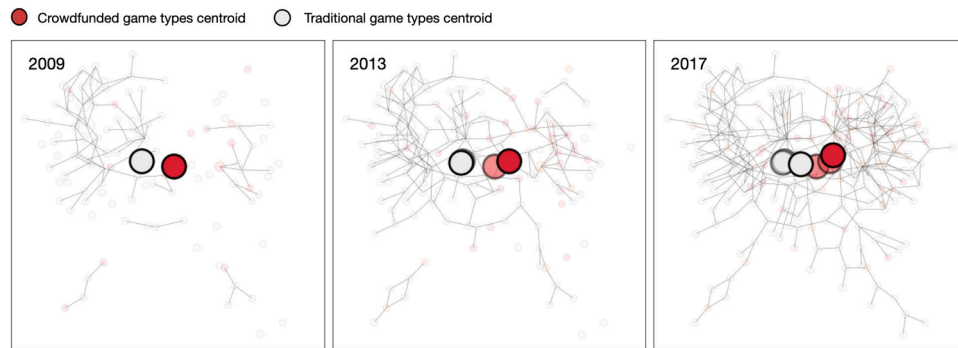 Crowdfunded game types centroid
Traditional game types centroid
2009
2013
2017